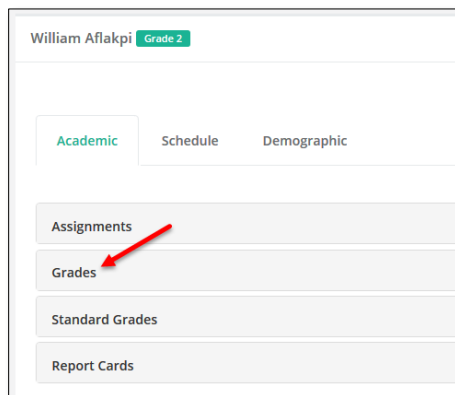 William Aflakpi Grade 2
Academic Schedule Demographic
Assignments
Grades
Standard Grades
Report Cards